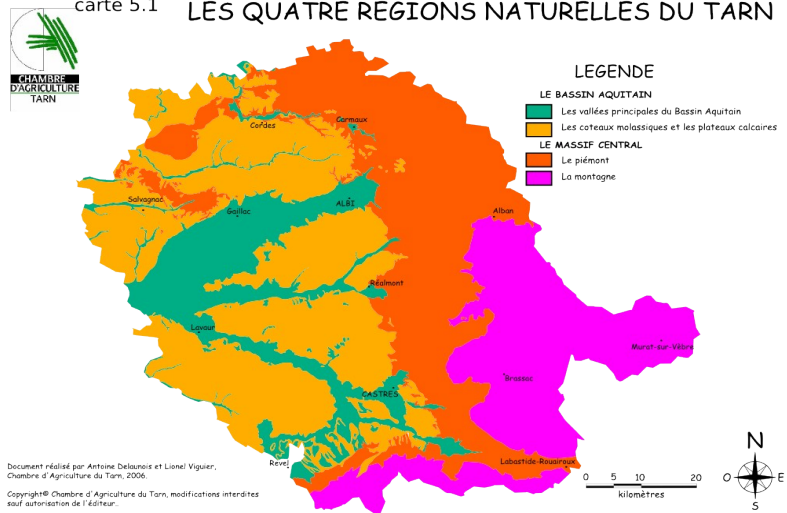 carte 5.1
LES QUATRE REGIONS NATURELLES DU TARN
CHAMBRE
D'AGRICULTURE
TARN
LEGENDE
LE BASSIN AQUITAIN
Les vallées principales du Bassin Aquitain
Les coteaux molassiques et les plateaux calcaires
LE MASSIF CENTRAL
Le piémont
La montagne
Cordes
Carmaux
Salvagnac
Gaillac
ALBI
Alban
Réalmont
Lavaur
Murat-sur-Vèbre
Brassac
CASTRES
Revel
Labastide-Rouairoux
Document réalisé par Antoine Delaunois et Lionel Viguier,
Chambre d'Agriculture du Tarn, 2006.
Copyright© Chambre d'Agriculture du Tarn, modifications interdites
sauf autorisation de l'éditeur..
0 5 10 20
kilomètres
N
O E
S